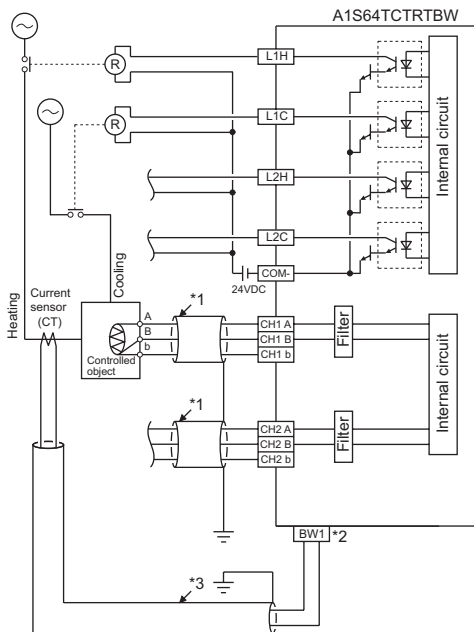 A1S64TCTRTBW
R
L1H
R
L1C
L2H
L2C
COM-
24VDC
Internal circuit
Heating
Cooling
Current
sensor
(CT)
A
B
b
Controlled
object
*1
CH1 A
CH1 B
CH1 b
Filter
Internal circuit
*1
CH2 A
CH2 B
CH2 b
Filter
BW1
*2
*3